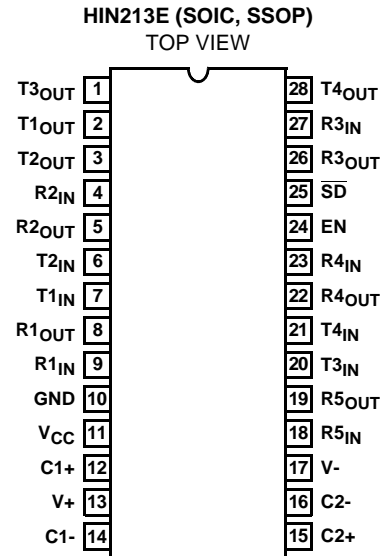 HIN213E (SOIC, SSOP)
TOP VIEW
T3OUT 1 28 T4OUT
T1OUT 2 27 R3IN
T2OUT 3 26 R3OUT
R2IN 4 25 S̅D̅
R2OUT 5 24 EN
T2IN 6 23 R4IN
T1IN 7 22 R4OUT
R1OUT 8 21 T4IN
R1IN 9 20 T3IN
GND 10 19 R5OUT
VCC 11 18 R5IN
C1+ 12 17 V-
V+ 13 16 C2-
C1- 14 15 C2+